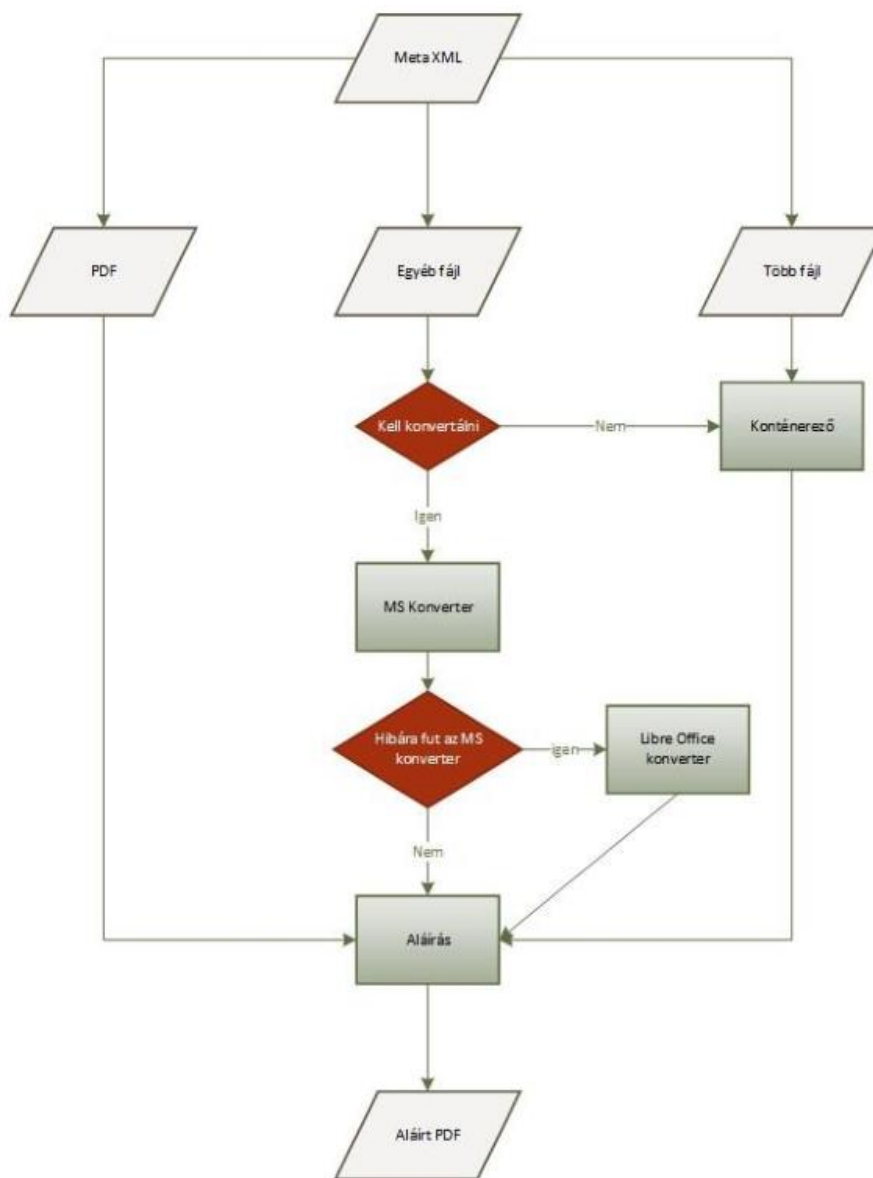 Meta XML
PDF
Egyéb fájl
Több fájl
Kell konvertálni
Nem
Konténerező
Igen
MS Konverter
Hibára fut az MS
konverter
igen
Libre Office
konverter
Nem
Aláírás
Aláírt PDF